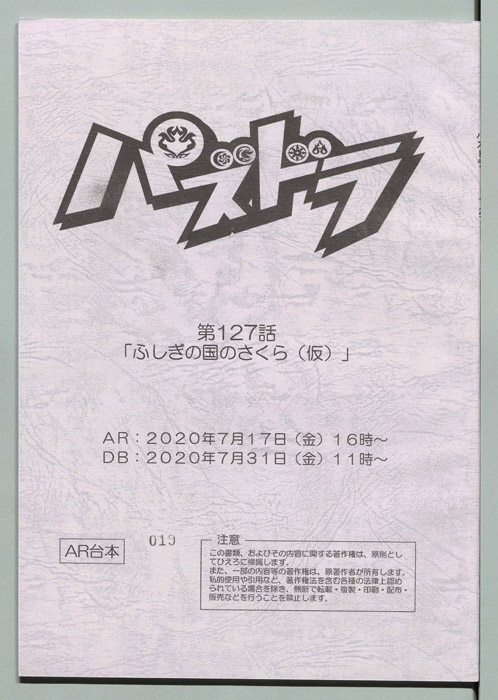 パズドラ
第127話
「ふしぎの国のさくら（仮）」
AR：2020年7月17日（金）16時～
DB：2020年7月31日（金）11時～
AR台本
019
注意
この書類、およびその内容に関する著作権は、原則とし
てひえろに帰属します。
また、一部の内容等の著作権は、原著作者が所有します。
私的使用や引用など、著作権法を含む各種の法律上認め
られている場合を除き、無断で転載・複製・印刷・配布・
販売などを行うことを禁止します。